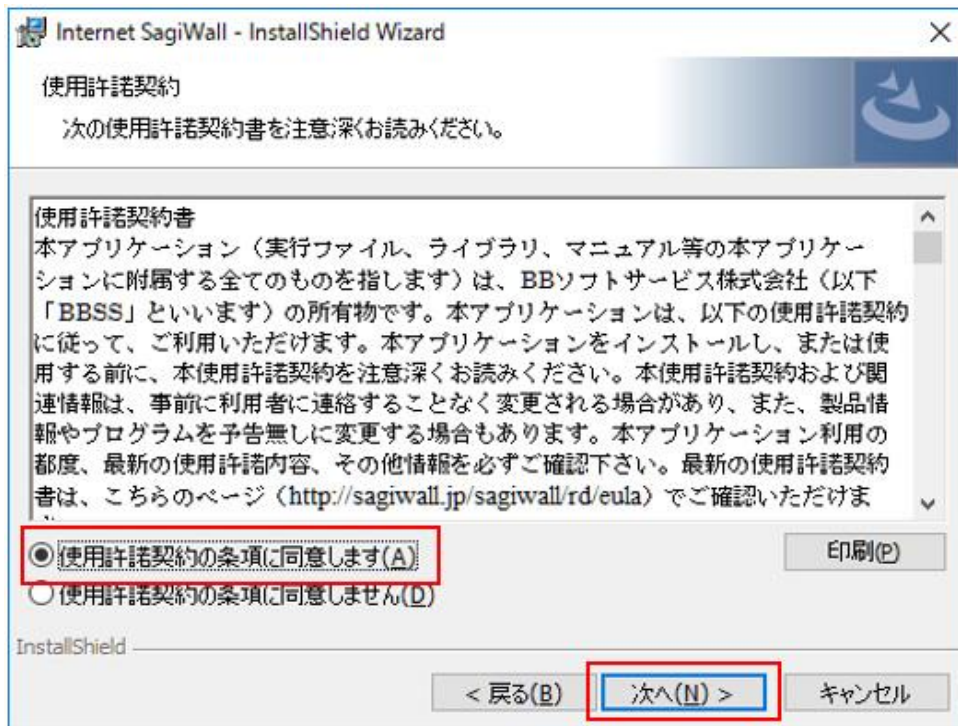 Internet SagiWall - InstallShield Wizard
使用許諾契約
次の使用許諾契約書を注意深くお読みください。
使用許諾契約書
本アプリケーション（実行ファイル、ライブラリ、マニュアル等の本アプリケー
ションに附属する全てのものを指します）は、BBソフトサービス株式会社（以下
「BBSS」といいます）の所有物です。本アプリケーションは、以下の使用許諾契約
に従って、ご利用いただけます。本アプリケーションをインストールし、または使
用する前に、本使用許諾契約を注意深くお読みください。本使用許諾契約および関
連情報は、事前に利用者に連絡することなく変更される場合があり、また、製品情
報やプログラムを予告無しに変更する場合もあります。本アプリケーション利用の
都度、最新の使用許諾内容、その他情報を必ずご確認下さい。最新の使用許諾契約
書は、こちらのページ（http://sagiwall.jp/sagiwall/rd/eula）でご確認いただけま
使用許諾契約の条項に同意します(A)
印刷(P)
使用許諾契約の条項に同意しません(D)
InstallShield
< 戻る(B)
次へ(N) >
キャンセル